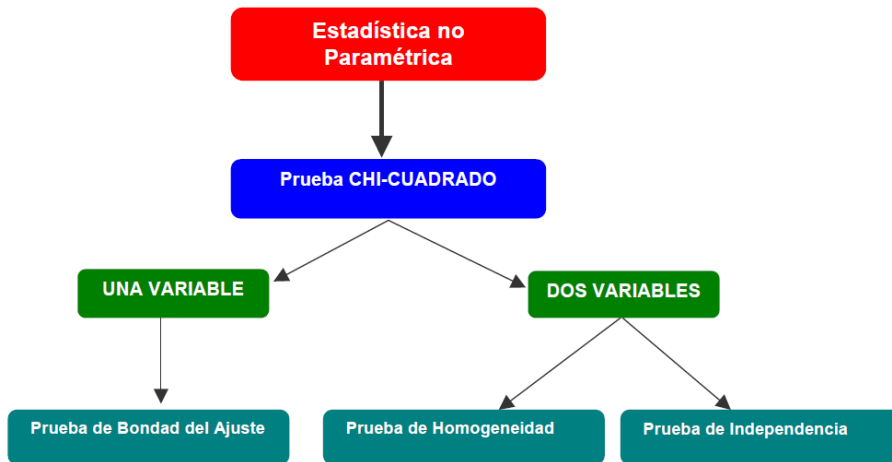 Estadística no
Paramétrica
Prueba CHI-CUADRADO
UNA VARIABLE
DOS VARIABLES
Prueba de Bondad del Ajuste
Prueba de Homogeneidad
Prueba de Independencia